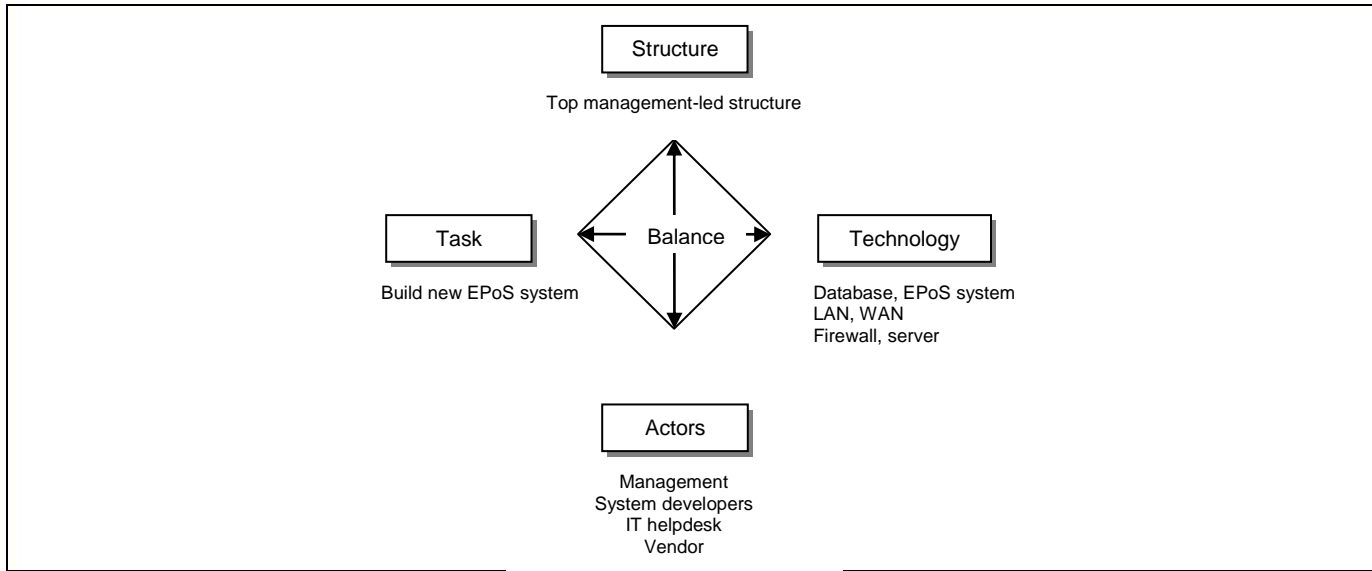 Structure
Top management-led structure
Task
Balance
Technology
Build new EPoS system
Database, EPoS system
LAN, WAN
Firewall, server
Actors
Management
System developers
IT helpdesk
Vendor